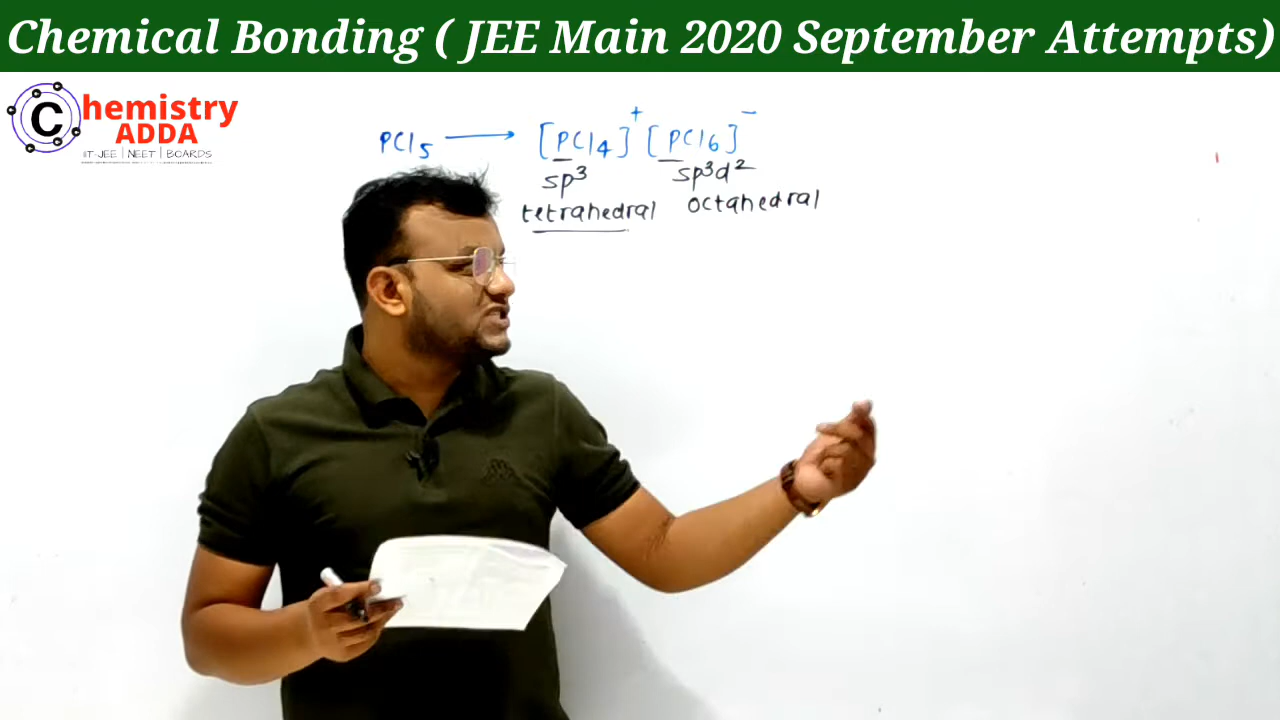 Chemical Bonding ( JEE Main 2020 September Attempts)
Chemistry
ADDA
IIT-JEE | NEET | BOARDS
PCl5 ⟶ [PCl4]⁺ [PCl6]⁻
sp³ sp³d²
tetrahedral octahedral